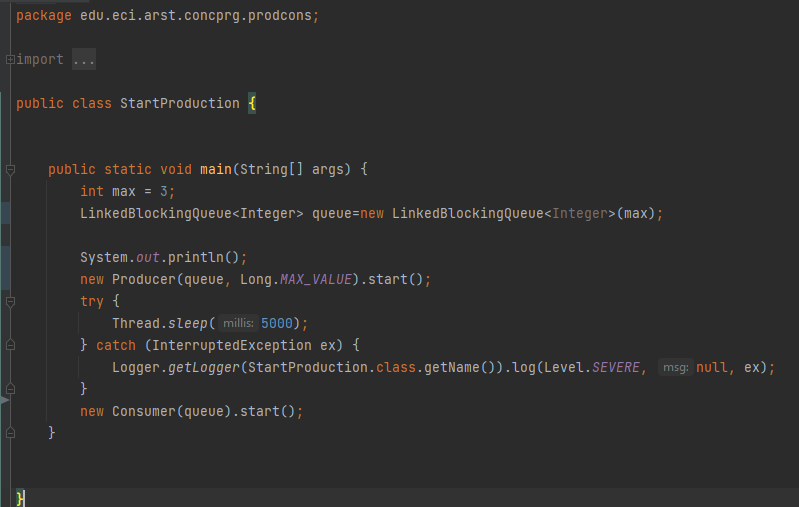 package edu.eci.arst.concprg.prodcons;
import ...
public class StartProduction {
public static void main(String[] args) {
int max = 3;
LinkedBlockingQueue<Integer> queue=new LinkedBlockingQueue<Integer>(max);
System.out.println();
new Producer(queue, Long.MAX_VALUE).start();
try {
Thread.sleep( millis: 5000);
} catch (InterruptedException ex) {
Logger.getLogger(StartProduction.class.getName()).log(Level.SEVERE, msg: null, ex);
}
new Consumer(queue).start();
}
}